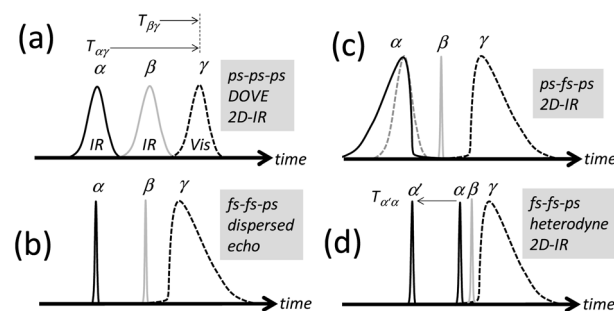 (a)
T_βγ
T_αγ
α β γ
IR IR Vis
time
ps-ps-ps
DOVE
2D-IR
(b)
α β γ
time
fs-fs-ps
dispersed
echo
(c)
α β γ
time
ps-fs-ps
2D-IR
(d)
T_α′α
α′ α β γ
time
fs-fs-ps
heterodyne
2D-IR